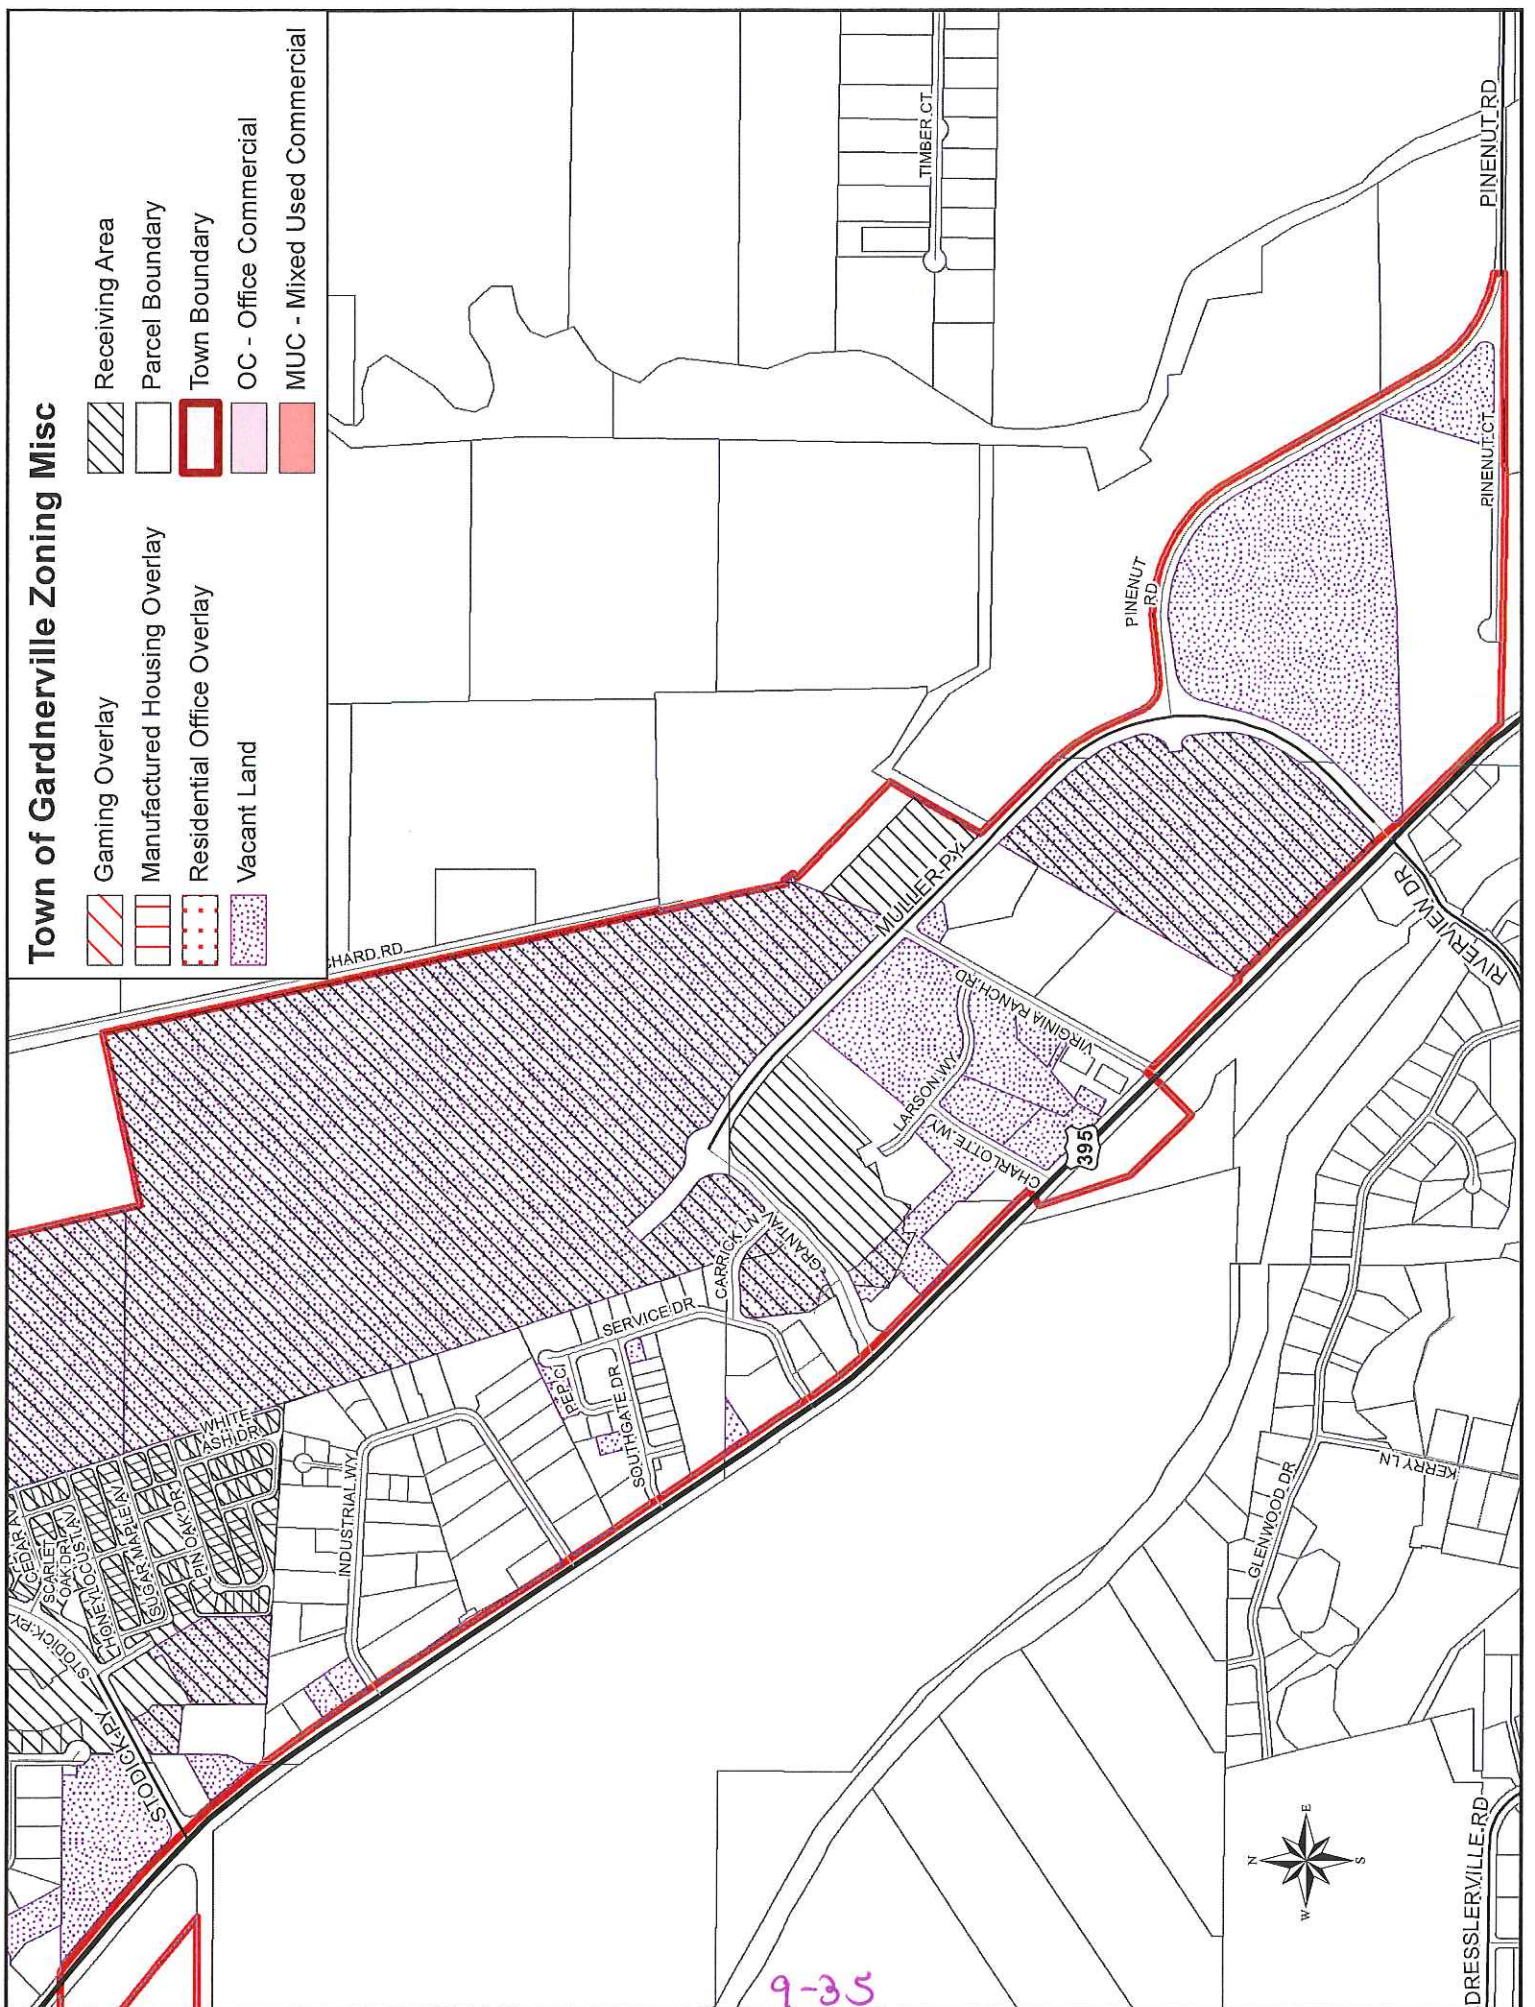 Town of Gardnerville Zoning Misc
Gaming Overlay
Manufactured Housing Overlay
Residential Office Overlay
Vacant Land
Receiving Area
Parcel Boundary
Town Boundary
OC - Office Commercial
MUC - Mixed Used Commercial
TIMBER CT
PINENUT RD
PINENUT CT
PINENUT
RD
CHARD RD
MULLER PY
VIRGINIA RANCH RD
LARSON WY
CHARLOTTE WY
395
RIVERVIEW DR
GRANT AV
CARRICK LN
SERVICE DR
PEP CI
SOUTHGATE DR
INDUSTRIAL WY
WHITE
ASH DR
CEDAR AV
SCARLET
OAK DR
HONEYLOCUST AV
SUGAR MAPLE AV
PIN OAK DR
STODICK PY
STODICK PY
GLENWOOD DR
KERRY LN
DRESSLERVILLE RD
N
E
S
W
9-35